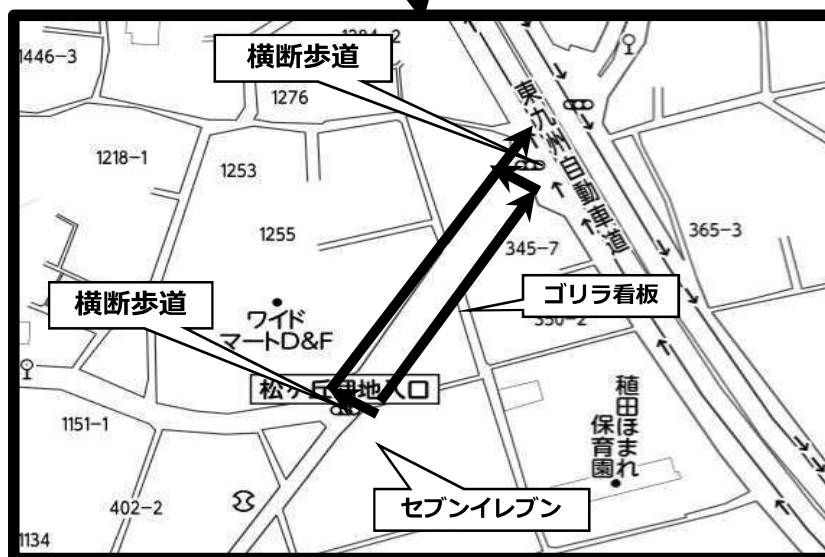 1446-3
横断歩道
1276
東九州自動車道
1218-1
1253
1255
345-7
365-3
横断歩道
ゴリラ看板
ワイド
マートD&F
350-2
松ヶ丘団地入口
1151-1
稙田ほまれ
保育園
402-2
セブンイレブン
1134